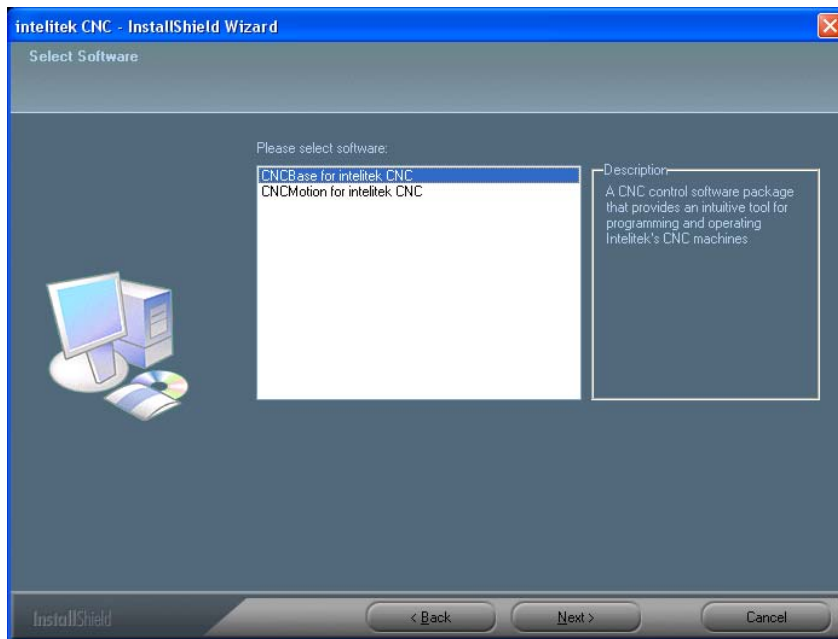 intelitek CNC - InstallShield Wizard
Select Software
Please select software:
CNCBase for intelitek CNC
CNCMotion for intelitek CNC
Description
A CNC control software package
that provides an intuitive tool for
programming and operating
Intelitek's CNC machines
InstallShield
< Back
Next >
Cancel